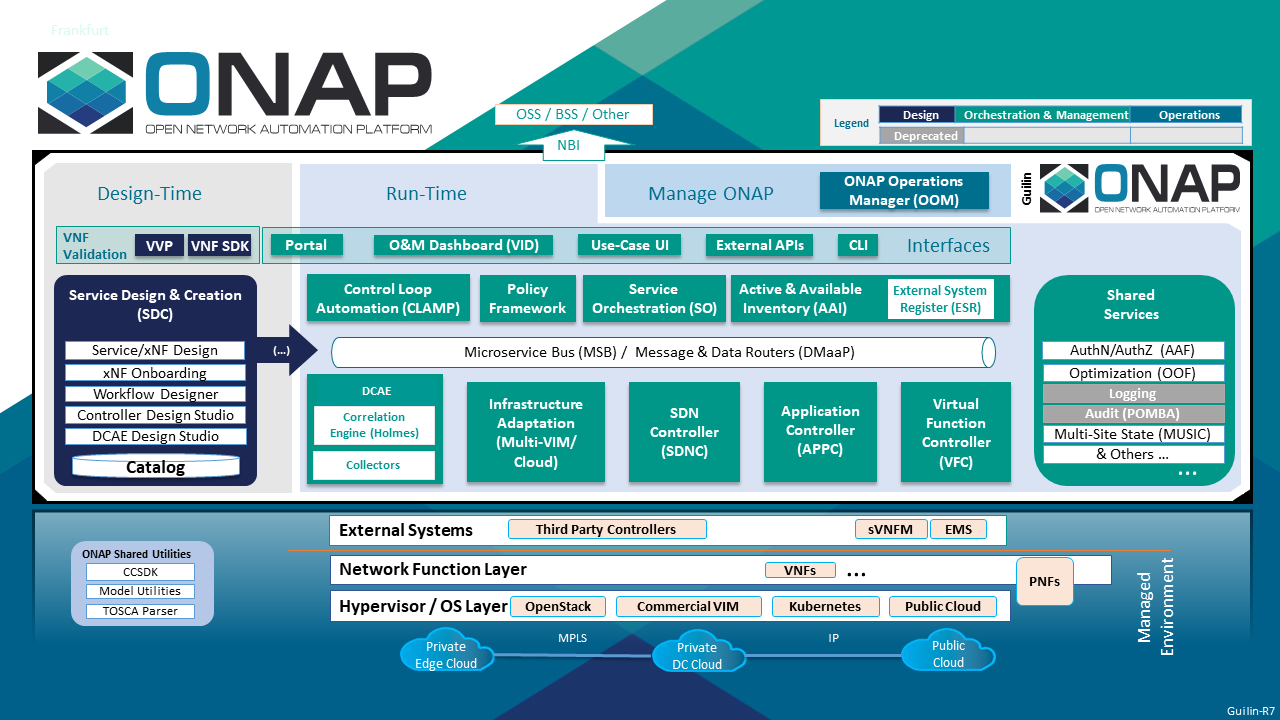 Frankfurt
ONAP
OPEN NETWORK AUTOMATION PLATFORM
OSS / BSS / Other
NBI
Legend
Design
Orchestration & Management
Operations
Deprecated
Design-Time
Run-Time
Manage ONAP
ONAP Operations
Manager (OOM)
Guilin
ONAP
OPEN NETWORK AUTOMATION PLATFORM
VNF
Validation
VVP
VNF SDK
Portal
O&M Dashboard (VID)
Use-Case UI
External APIs
CLI
Interfaces
Service Design & Creation
(SDC)
Service/xNF Design
xNF Onboarding
Workflow Designer
Controller Design Studio
DCAE Design Studio
Catalog
(...)
Control Loop
Automation (CLAMP)
Policy
Framework
Service
Orchestration (SO)
Active & Available
Inventory (AAI)
External System
Register (ESR)
Microservice Bus (MSB) / Message & Data Routers (DMaaP)
DCAE
Correlation
Engine (Holmes)
Collectors
Infrastructure
Adaptation
(Multi-VIM/
Cloud)
SDN
Controller
(SDNC)
Application
Controller
(APPC)
Virtual
Function
Controller
(VFC)
Shared
Services
AuthN/AuthZ (AAF)
Optimization (OOF)
Logging
Audit (POMBA)
Multi-Site State (MUSIC)
& Others ...
...
ONAP Shared Utilities
CCSDK
Model Utilities
TOSCA Parser
External Systems
Third Party Controllers
sVNFM
EMS
Network Function Layer
VNFs
...
PNFs
Hypervisor / OS Layer
OpenStack
Commercial VIM
Kubernetes
Public Cloud
Managed
Environment
Private
Edge Cloud
MPLS
Private
DC Cloud
IP
Public
Cloud
Guilin-R7